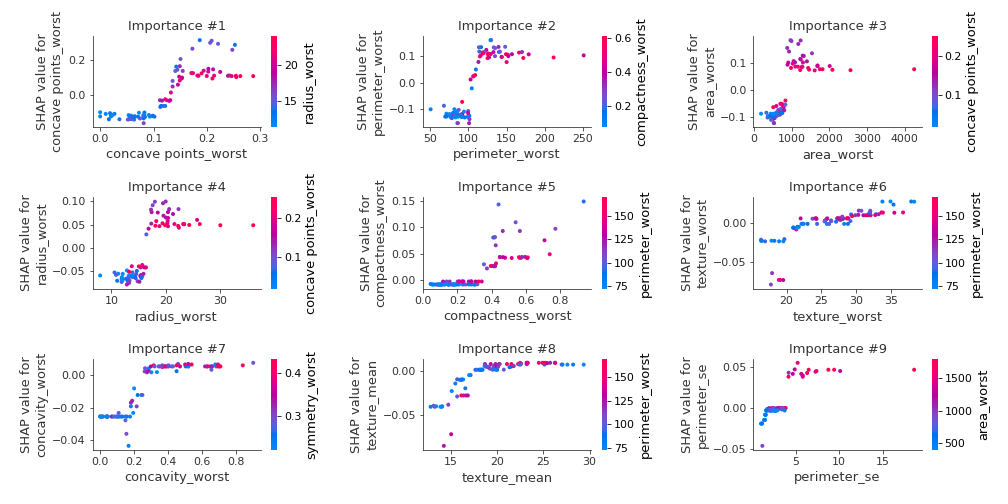 Importance #1
SHAP value for
concave points_worst
0.2
0.0
0.0
0.1
0.2
0.3
concave points_worst
20
15
radius_worst
Importance #2
SHAP value for
perimeter_worst
0.1
0.0
−0.1
50
100
150
200
250
perimeter_worst
0.6
0.4
0.2
compactness_worst
Importance #3
SHAP value for
area_worst
0.1
0.0
−0.1
0
1000
2000
3000
4000
area_worst
0.2
0.1
concave points_worst
Importance #4
SHAP value for
radius_worst
0.10
0.05
0.00
−0.05
10
20
30
radius_worst
0.2
0.1
concave points_worst
Importance #5
SHAP value for
compactness_worst
0.15
0.10
0.05
0.00
0.0
0.2
0.4
0.6
0.8
compactness_worst
150
125
100
75
perimeter_worst
Importance #6
SHAP value for
texture_worst
0.00
−0.05
20
25
30
35
texture_worst
150
125
100
75
perimeter_worst
Importance #7
SHAP value for
concavity_worst
0.00
−0.02
−0.04
0.0
0.2
0.4
0.6
0.8
concavity_worst
0.4
0.3
symmetry_worst
Importance #8
SHAP value for
texture_mean
0.00
−0.05
15
20
25
30
texture_mean
150
125
100
75
perimeter_worst
Importance #9
SHAP value for
perimeter_se
0.05
0.00
−0.05
5
10
15
perimeter_se
1500
1000
500
area_worst